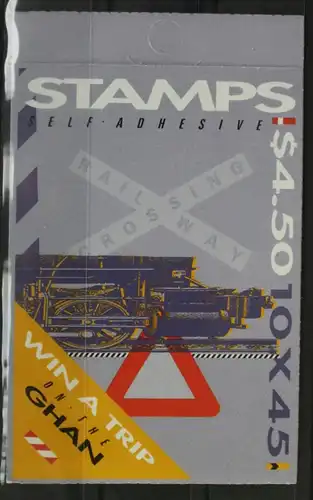 STAMPS
SELF-ADHESIVE
RAILWAY
CROSSING
$4.50 10 X 45
WIN A TRIP
ON·THE
GHAN